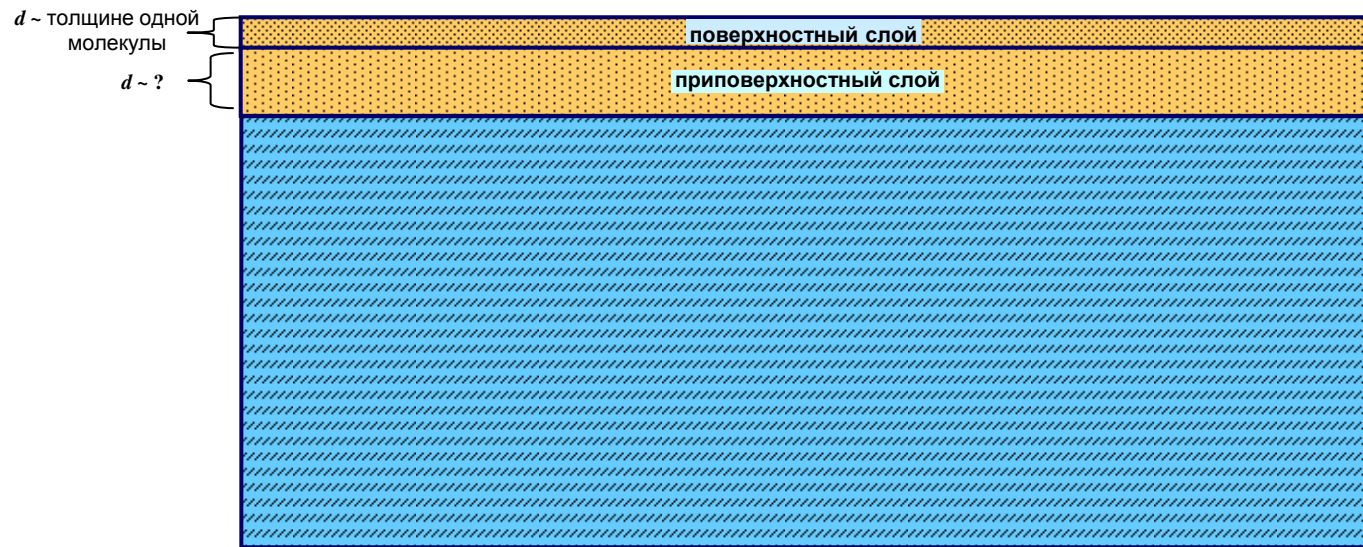 d ~ толщине одной
молекулы
поверхностный слой
d ~ ?
приповерхностный слой